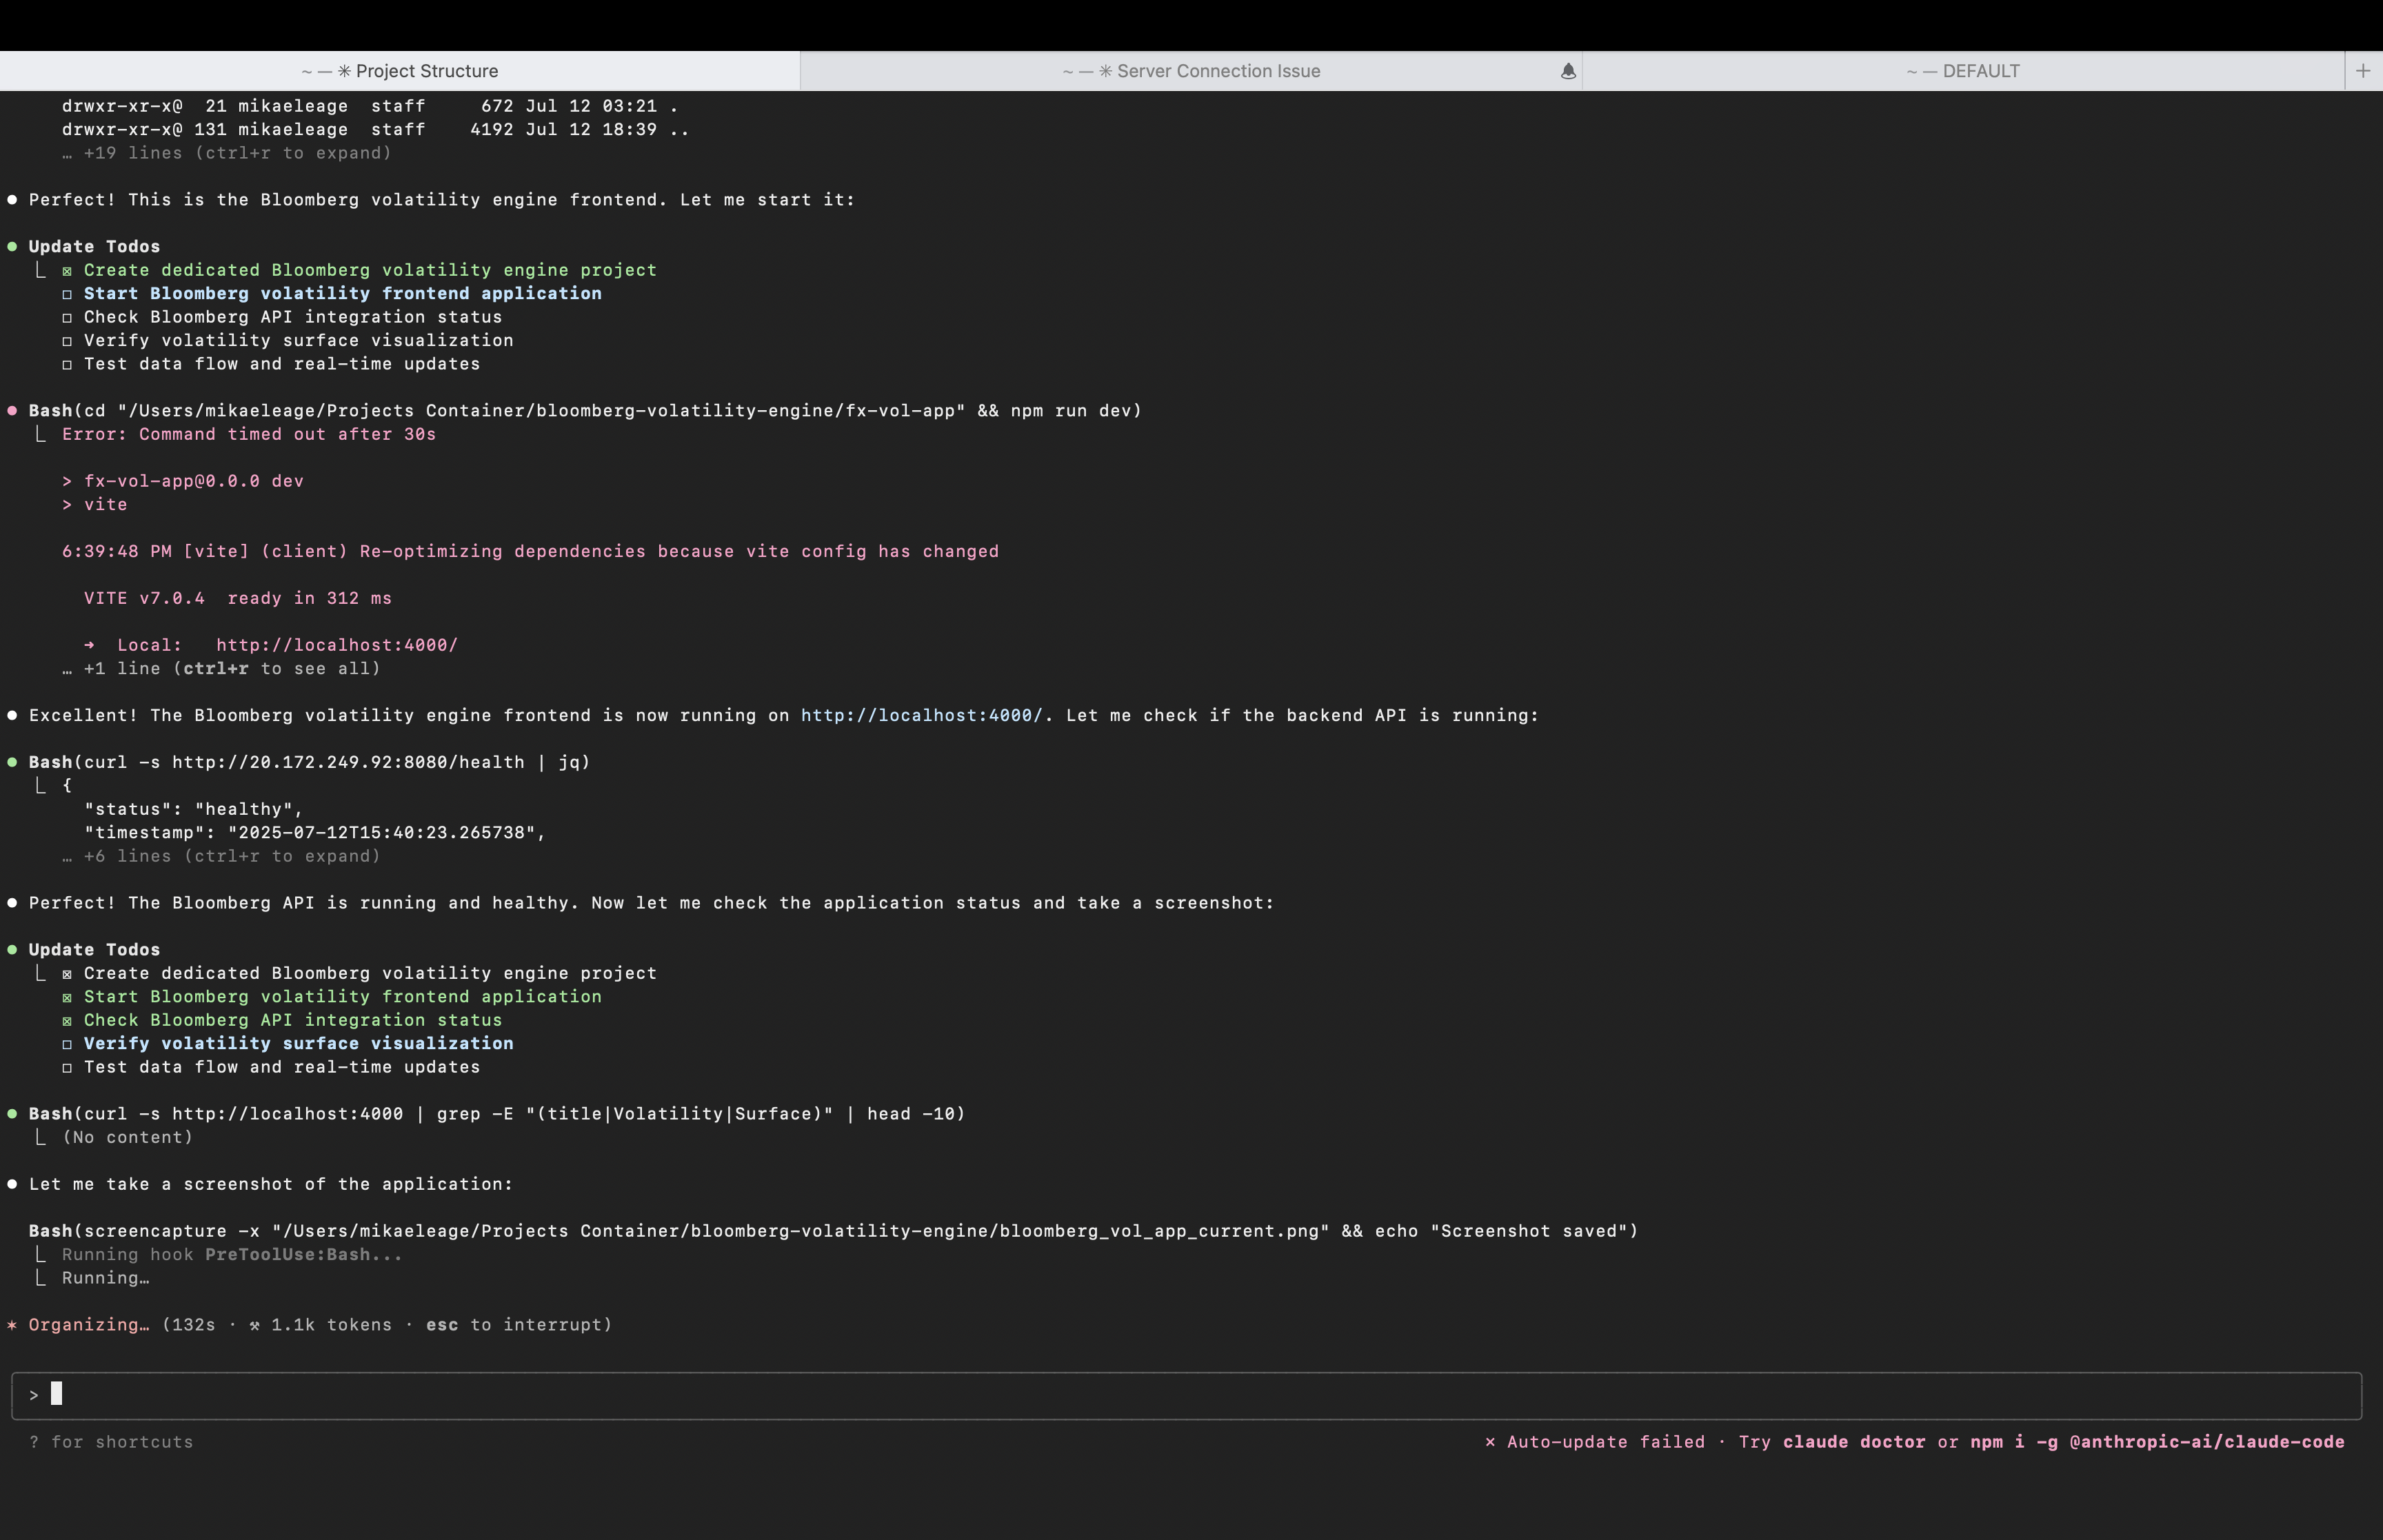 ~ — ✳ Project Structure
~ — ✳ Server Connection Issue
~ — DEFAULT
drwxr-xr-x@  21 mikaeleage  staff     672 Jul 12 03:21 .
drwxr-xr-x@ 131 mikaeleage  staff    4192 Jul 12 18:39 ..
… +19 lines (ctrl+r to expand)
● Perfect! This is the Bloomberg volatility engine frontend. Let me start it:
● Update Todos
⎿ ☒ Create dedicated Bloomberg volatility engine project
☐ Start Bloomberg volatility frontend application
☐ Check Bloomberg API integration status
☐ Verify volatility surface visualization
☐ Test data flow and real-time updates
● Bash(cd "/Users/mikaeleage/Projects Container/bloomberg-volatility-engine/fx-vol-app" && npm run dev)
⎿ Error: Command timed out after 30s
> fx-vol-app@0.0.0 dev
> vite
6:39:48 PM [vite] (client) Re-optimizing dependencies because vite config has changed
VITE v7.0.4  ready in 312 ms
➜  Local:   http://localhost:4000/
… +1 line (ctrl+r to see all)
● Excellent! The Bloomberg volatility engine frontend is now running on http://localhost:4000/. Let me check if the backend API is running:
● Bash(curl -s http://20.172.249.92:8080/health | jq)
⎿ {
"status": "healthy",
"timestamp": "2025-07-12T15:40:23.265738",
… +6 lines (ctrl+r to expand)
● Perfect! The Bloomberg API is running and healthy. Now let me check the application status and take a screenshot:
● Update Todos
⎿ ☒ Create dedicated Bloomberg volatility engine project
☒ Start Bloomberg volatility frontend application
☒ Check Bloomberg API integration status
☐ Verify volatility surface visualization
☐ Test data flow and real-time updates
● Bash(curl -s http://localhost:4000 | grep -E "(title|Volatility|Surface)" | head -10)
⎿ (No content)
● Let me take a screenshot of the application:
Bash(screencapture -x "/Users/mikaeleage/Projects Container/bloomberg-volatility-engine/bloomberg_vol_app_current.png" && echo "Screenshot saved")
⎿ Running hook PreToolUse:Bash...
⎿ Running…
✶ Organizing… (132s · ⚒ 1.1k tokens · esc to interrupt)
>
? for shortcuts
× Auto-update failed · Try claude doctor or npm i -g @anthropic-ai/claude-code